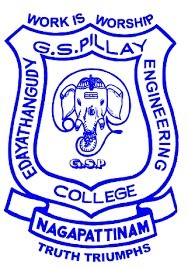 WORK IS WORSHIP
G.S.PILLAY
EDAYATHANGUDY
ENGINEERING
G.S.P
COLLEGE
NAGAPATTINAM
TRUTH TRIUMPHS